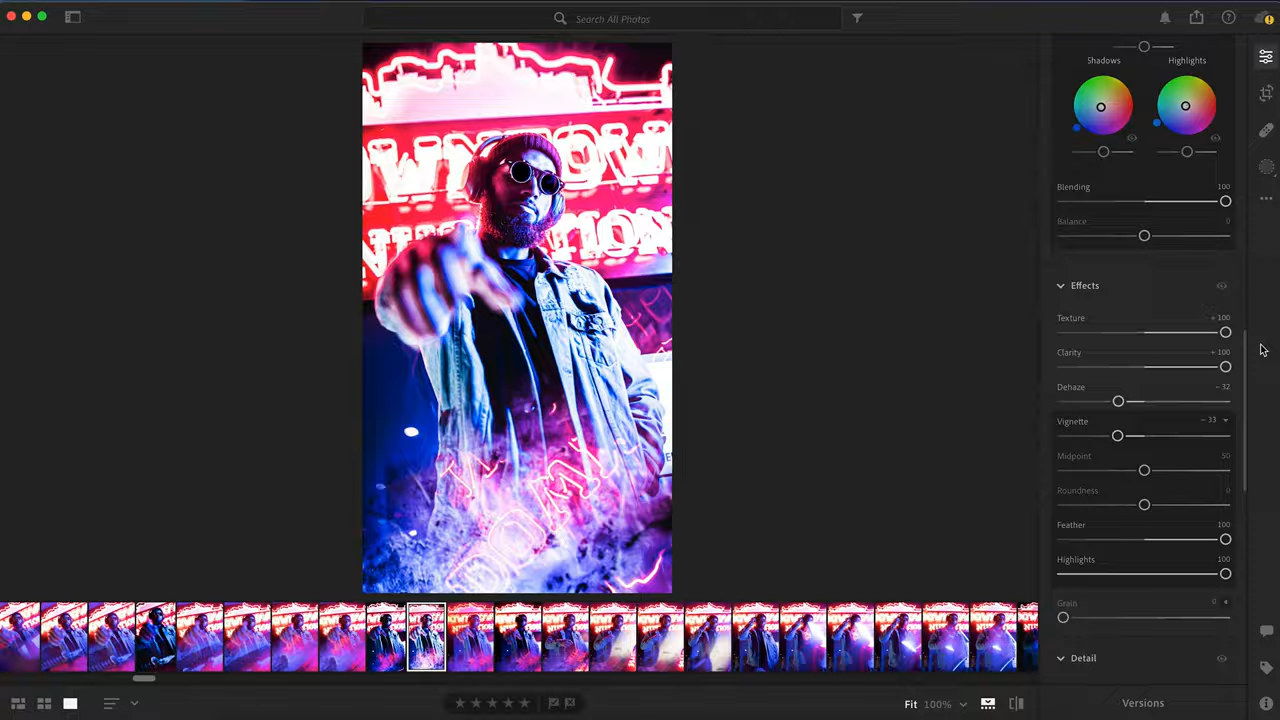 Search All Photos
Shadows Highlights
Blending 100
Balance 0
Effects
Texture + 100
Clarity + 100
Dehaze - 32
Vignette - 33
Midpoint 50
Roundness 0
Feather 100
Highlights 100
Grain 0
Detail
Fit 100%
Versions